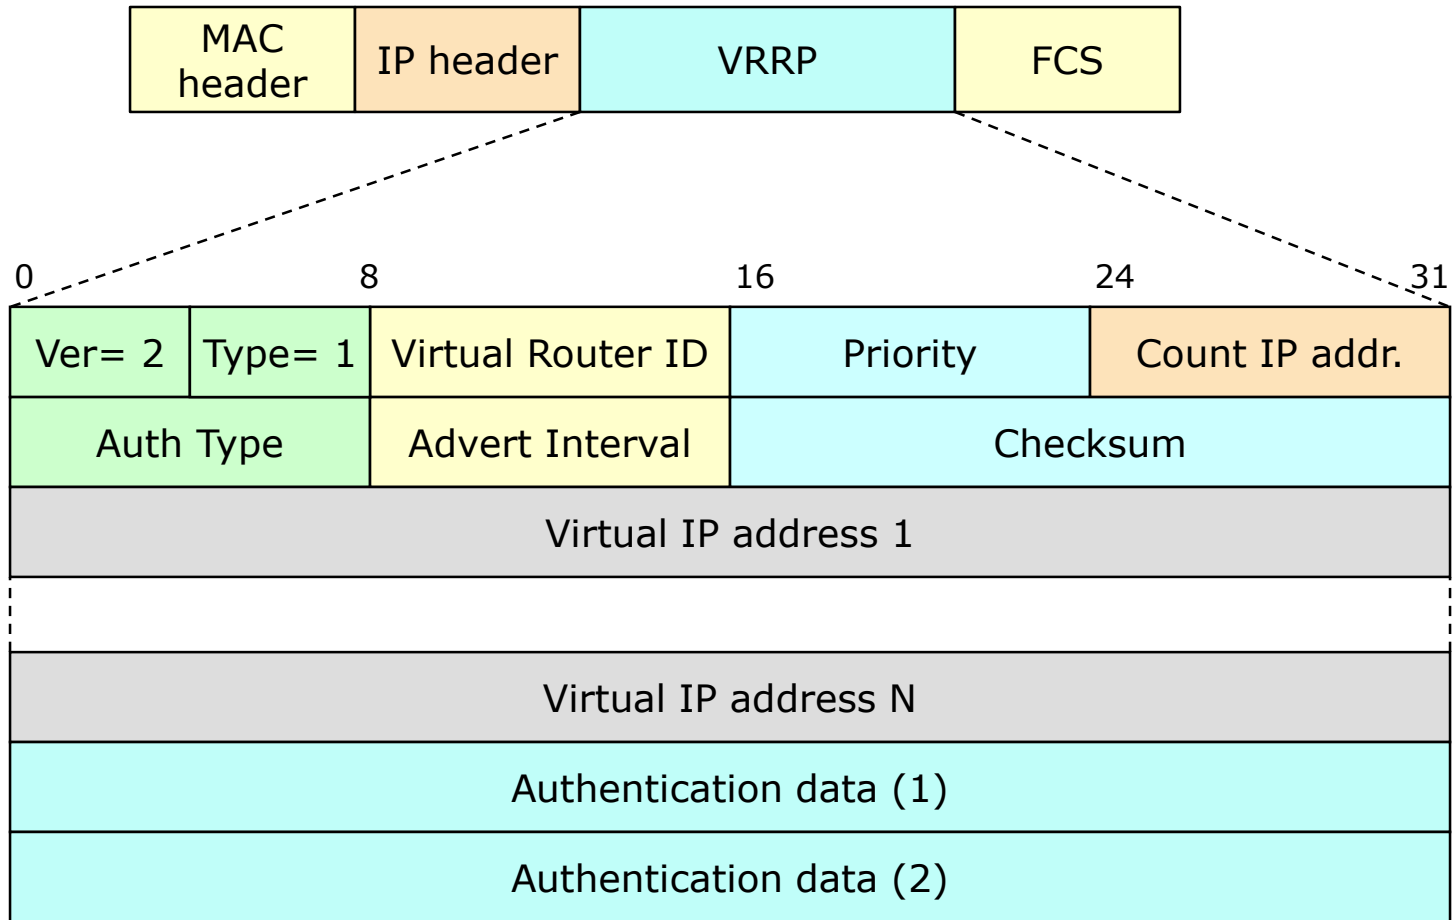 MAC
header
IP header
VRRP
FCS
0 8 16 24 31
Ver= 2
Type= 1
Virtual Router ID
Priority
Count IP addr.
Auth Type
Advert Interval
Checksum
Virtual IP address 1
Virtual IP address N
Authentication data (1)
Authentication data (2)